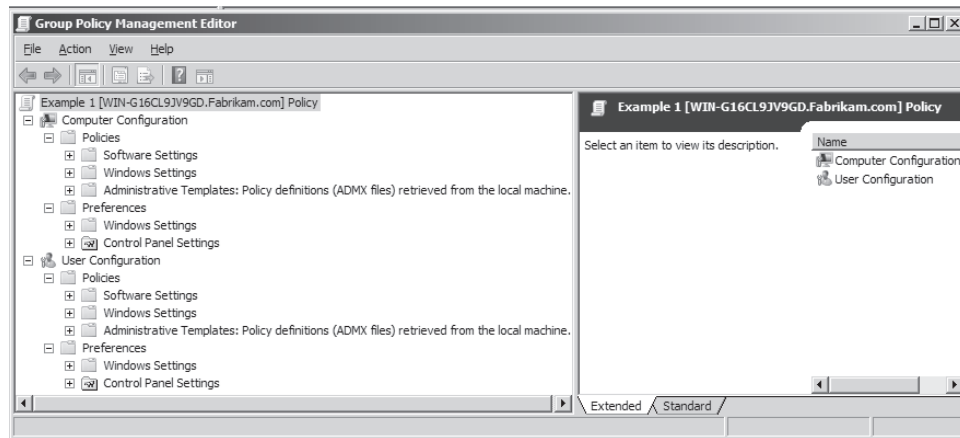 Group Policy Management Editor
File Action View Help
Example 1 [WIN-G16CL9JV9GD.Fabrikam.com] Policy
Computer Configuration
Policies
Software Settings
Windows Settings
Administrative Templates: Policy definitions (ADMX files) retrieved from the local machine.
Preferences
Windows Settings
Control Panel Settings
User Configuration
Policies
Software Settings
Windows Settings
Administrative Templates: Policy definitions (ADMX files) retrieved from the local machine.
Preferences
Windows Settings
Control Panel Settings
Example 1 [WIN-G16CL9JV9GD.Fabrikam.com] Policy
Select an item to view its description.
Name
Computer Configuration
User Configuration
Extended Standard